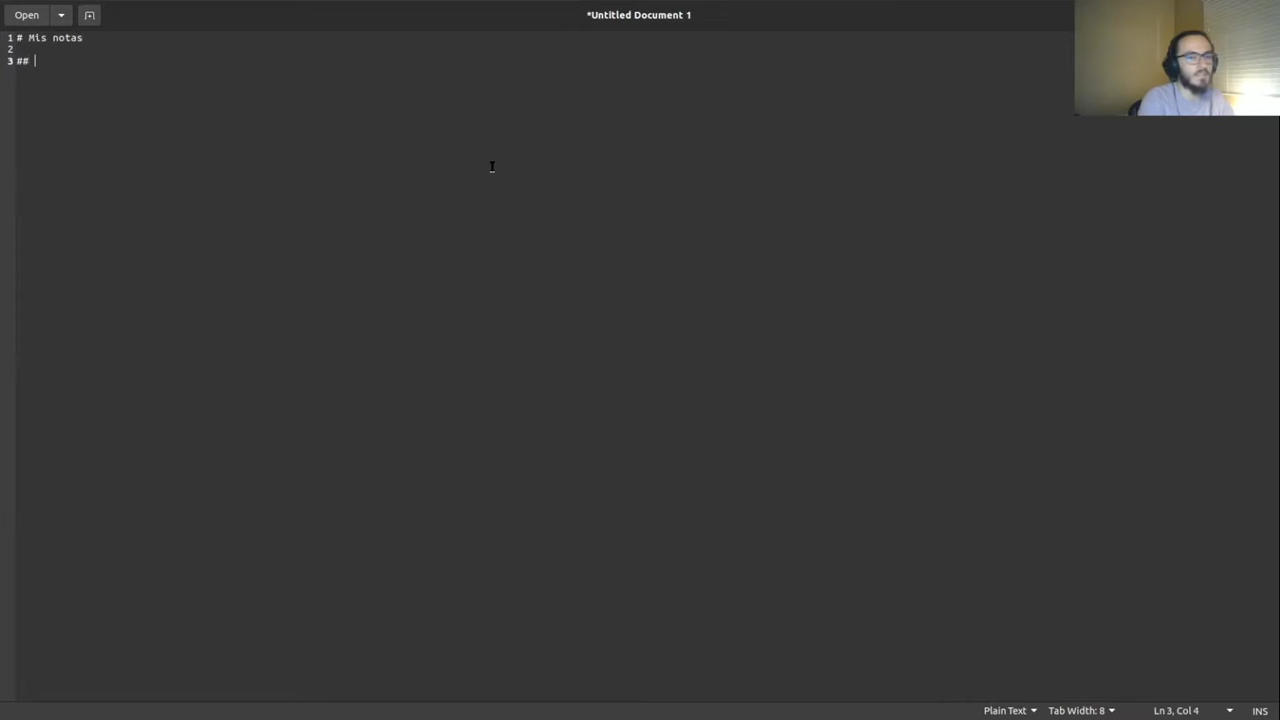 Open
*Untitled Document 1
1 # Mis notas
2
3 ##
Plain Text
Tab Width: 8
Ln 3, Col 4
INS